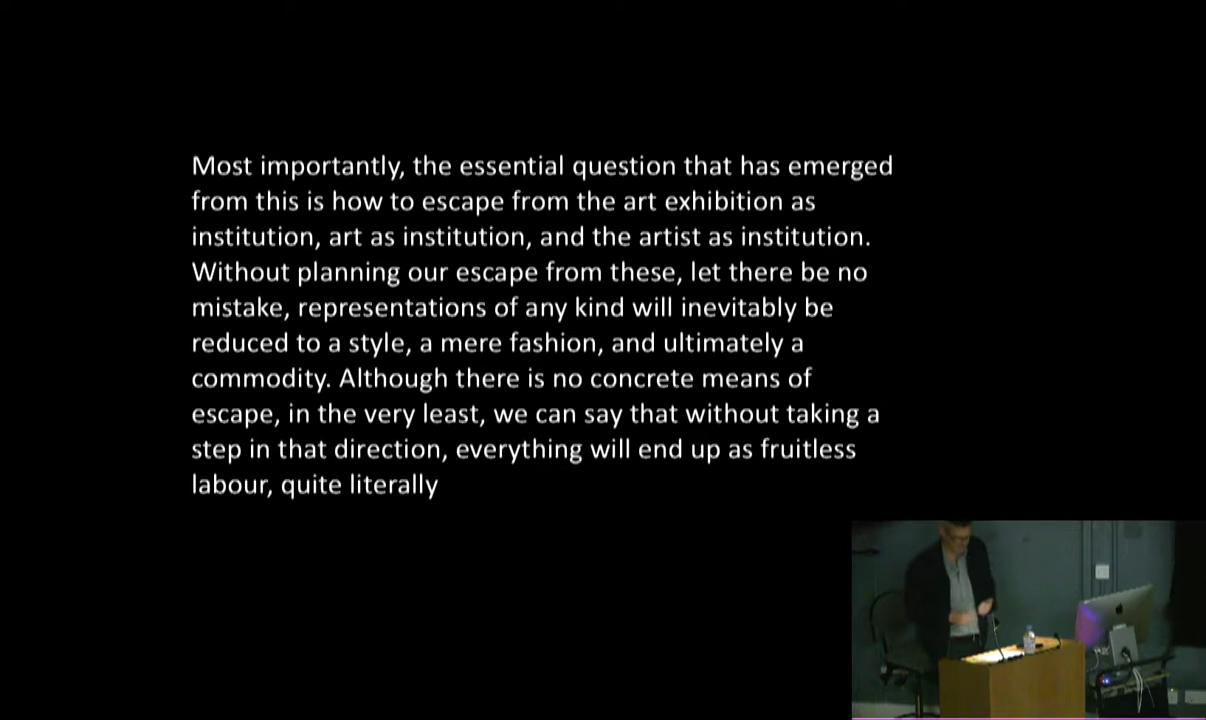 Most importantly, the essential question that has emerged
from this is how to escape from the art exhibition as
institution, art as institution, and the artist as institution.
Without planning our escape from these, let there be no
mistake, representations of any kind will inevitably be
reduced to a style, a mere fashion, and ultimately a
commodity. Although there is no concrete means of
escape, in the very least, we can say that without taking a
step in that direction, everything will end up as fruitless
labour, quite literally